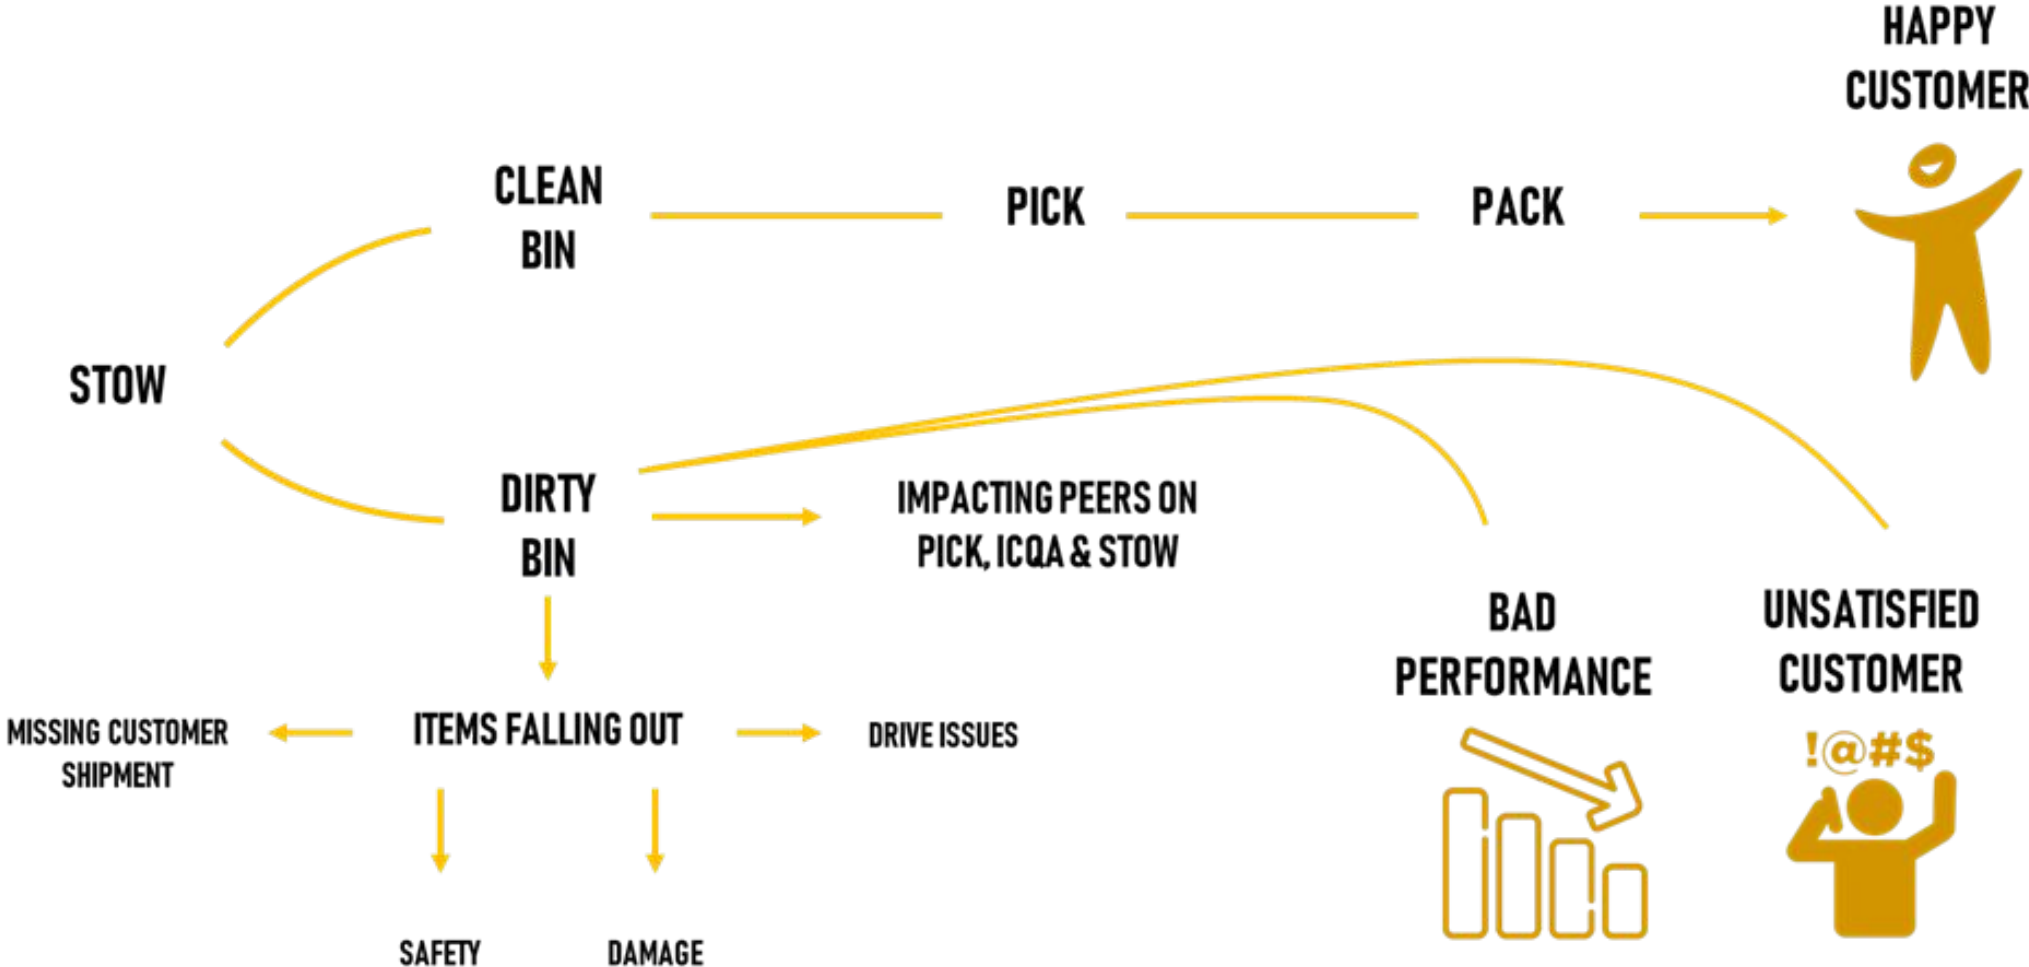 HAPPY
CUSTOMER
CLEAN
BIN
PICK
PACK
STOW
DIRTY
BIN
IMPACTING PEERS ON
PICK, ICQA & STOW
BAD
PERFORMANCE
UNSATISFIED
CUSTOMER
!@#$
MISSING CUSTOMER
SHIPMENT
ITEMS FALLING OUT
DRIVE ISSUES
SAFETY
DAMAGE